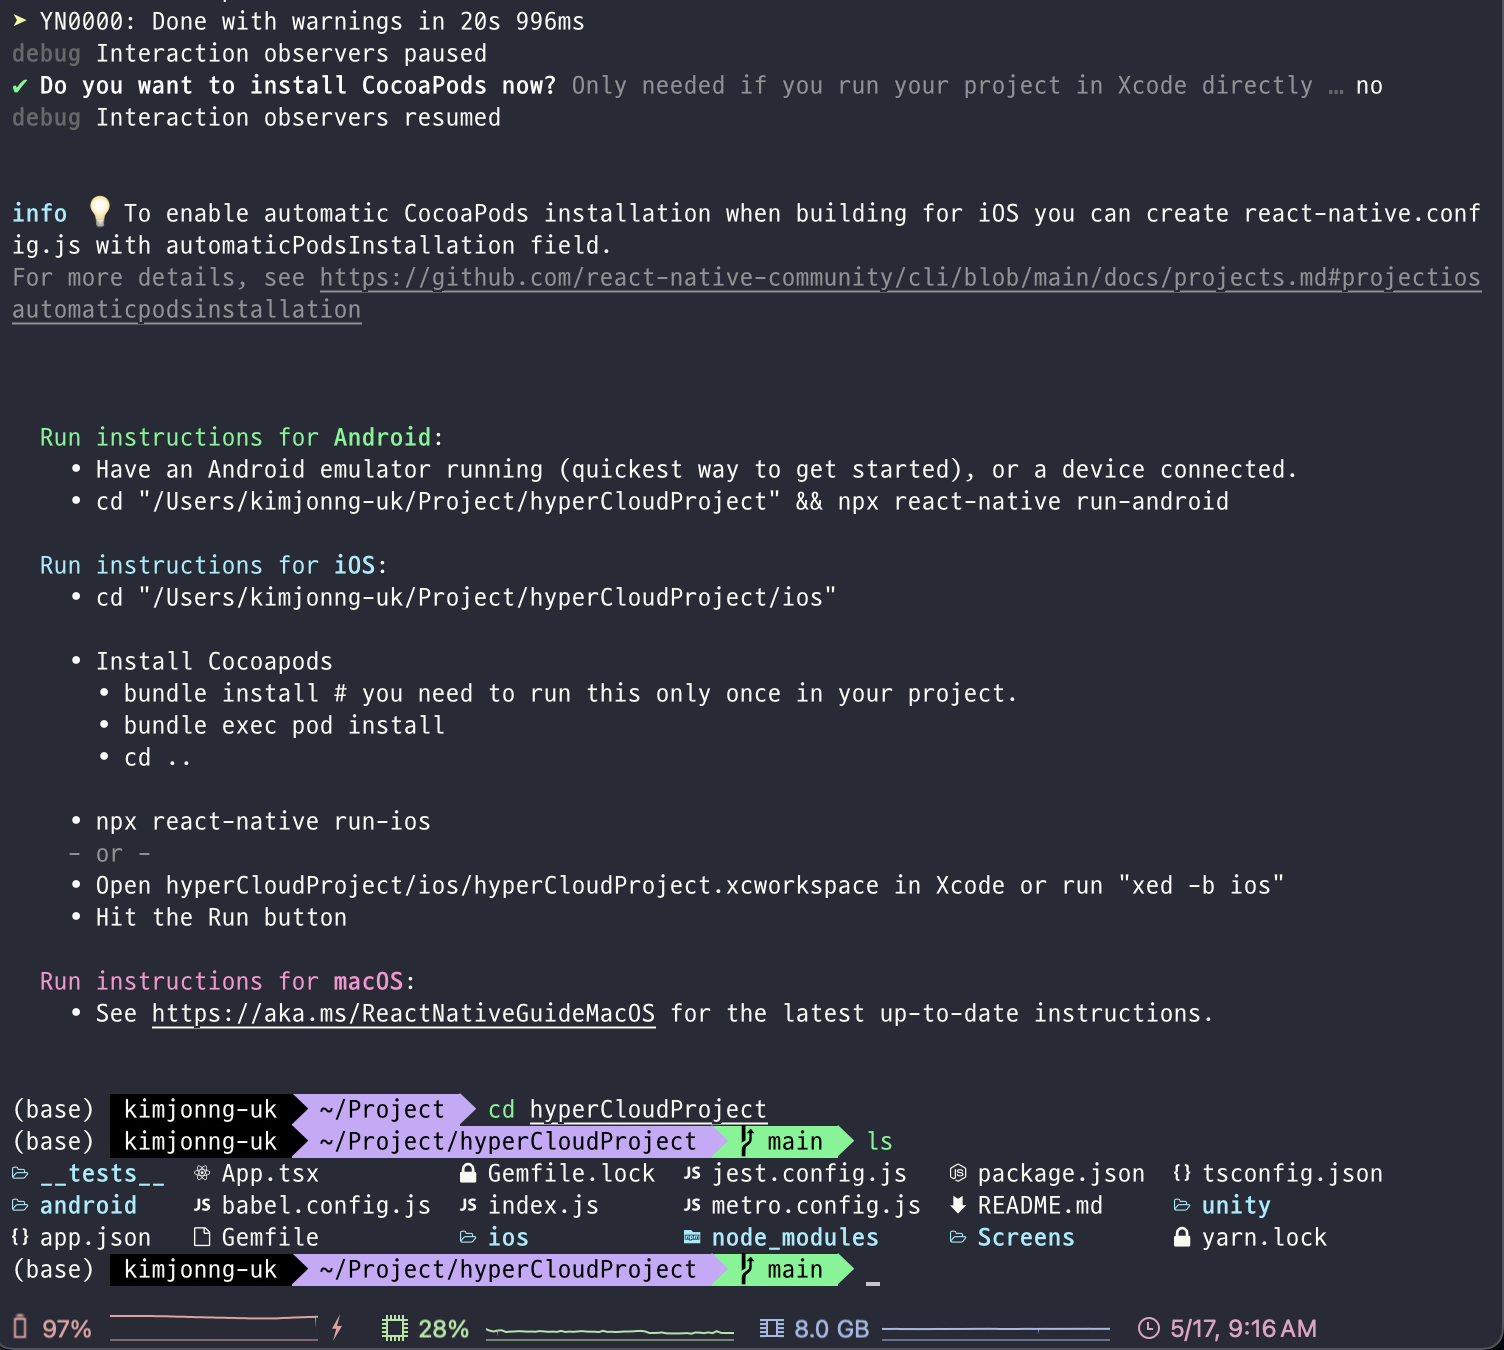 ➤ YN0000: Done with warnings in 20s 996ms
debug Interaction observers paused
✔ Do you want to install CocoaPods now? Only needed if you run your project in Xcode directly … no
debug Interaction observers resumed
info 💡 To enable automatic CocoaPods installation when building for iOS you can create react-native.conf
ig.js with automaticPodsInstallation field.
For more details, see https://github.com/react-native-community/cli/blob/main/docs/projects.md#projectios
automaticpodsinstallation
Run instructions for Android:
• Have an Android emulator running (quickest way to get started), or a device connected.
• cd "/Users/kimjonng-uk/Project/hyperCloudProject" && npx react-native run-android
Run instructions for iOS:
• cd "/Users/kimjonng-uk/Project/hyperCloudProject/ios"
• Install Cocoapods
• bundle install # you need to run this only once in your project.
• bundle exec pod install
• cd ..
• npx react-native run-ios
- or -
• Open hyperCloudProject/ios/hyperCloudProject.xcworkspace in Xcode or run "xed -b ios"
• Hit the Run button
Run instructions for macOS:
• See https://aka.ms/ReactNativeGuideMacOS for the latest up-to-date instructions.
(base) kimjonng-uk ~/Project cd hyperCloudProject
(base) kimjonng-uk ~/Project/hyperCloudProject main ls
__tests__ App.tsx Gemfile.lock JS jest.config.js package.json {} tsconfig.json
android JS babel.config.js JS index.js JS metro.config.js README.md unity
{} app.json Gemfile ios node_modules Screens yarn.lock
(base) kimjonng-uk ~/Project/hyperCloudProject main _
97% 28% 8.0 GB 5/17, 9:16 AM